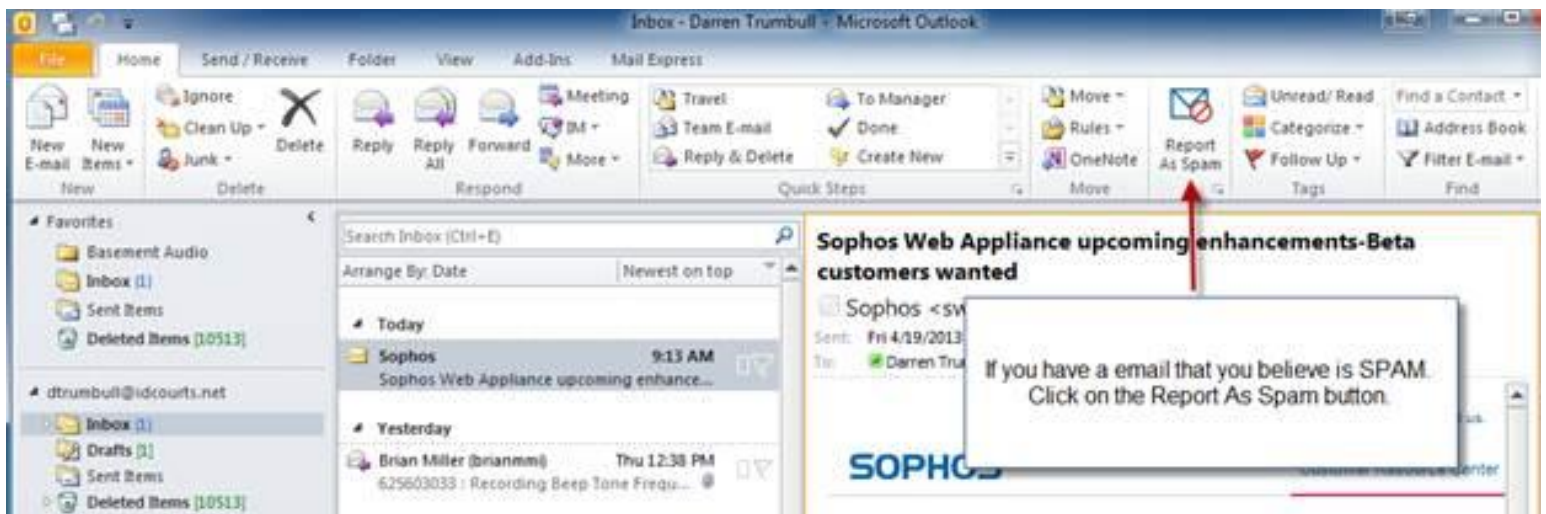 Inbox - Darren Trumbull - Microsoft Outlook
File Home Send / Receive Folder View Add-Ins Mail Express
New E-mail
New Items
Ignore
Clean Up
Junk
Delete
Reply
Reply All
Forward
Meeting
IM
More
Travel
Team E-mail
Reply & Delete
To Manager
Done
Create New
Move
Rules
OneNote
Report As Spam
Unread/ Read
Categorize
Follow Up
Find a Contact
Address Book
Filter E-mail
New Delete Respond Quick Steps Move Tags Find
Favorites
Basement Audio
Inbox (1)
Sent Items
Deleted Items [10513]
dtrumbull@idcourts.net
Inbox (1)
Drafts [1]
Sent Items
Deleted Items [10513]
Search Inbox (Ctrl+E)
Arrange By: Date Newest on top
Today
Sophos 9:13 AM
Sophos Web Appliance upcoming enhance...
Yesterday
Brian Miller (brianmmi) Thu 12:38 PM
625603033 : Recording Beep Tone Frequ...
Sophos Web Appliance upcoming enhancements-Beta
customers wanted
Sophos <sw
Sent: Fri 4/19/2013
To: Darren Tru
If you have a email that you believe is SPAM.
Click on the Report As Spam button.
SOPHOS
Customer Resource Center